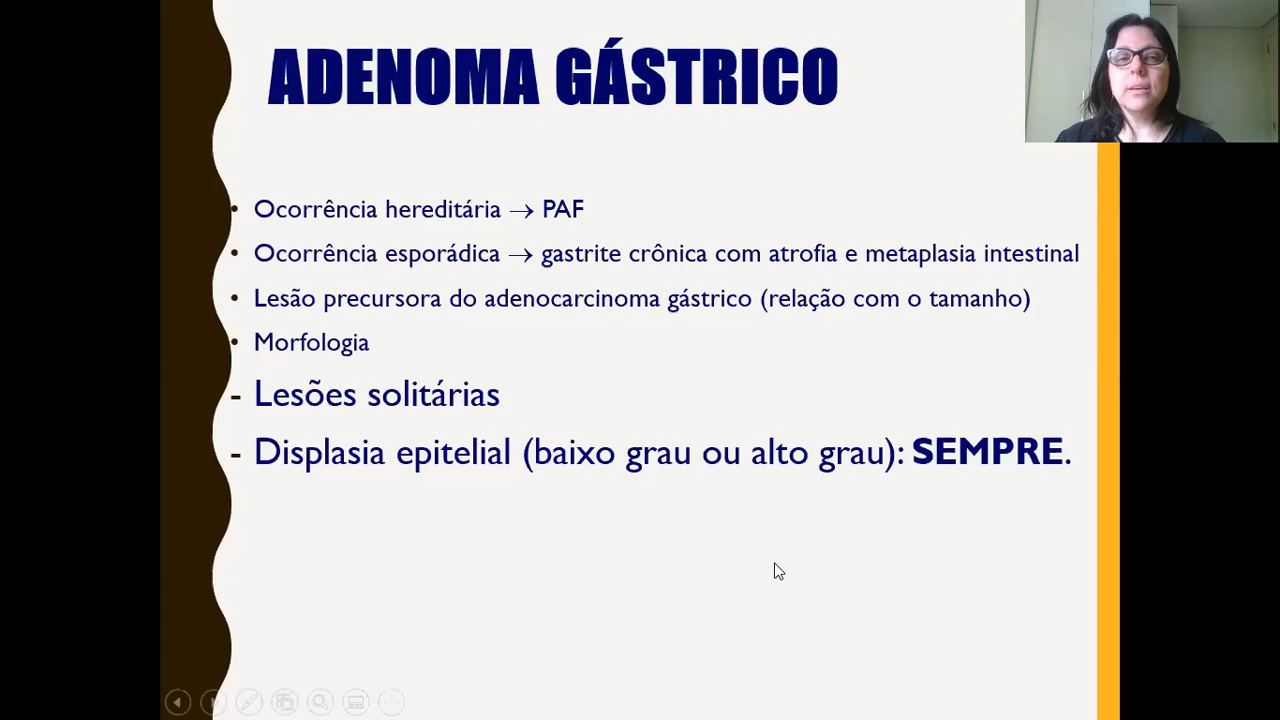 ADENOMA GÁSTRICO
• Ocorrência hereditária → PAF
• Ocorrência esporádica → gastrite crônica com atrofia e metaplasia intestinal
• Lesão precursora do adenocarcinoma gástrico (relação com o tamanho)
• Morfologia
- Lesões solitárias
- Displasia epitelial (baixo grau ou alto grau): SEMPRE.